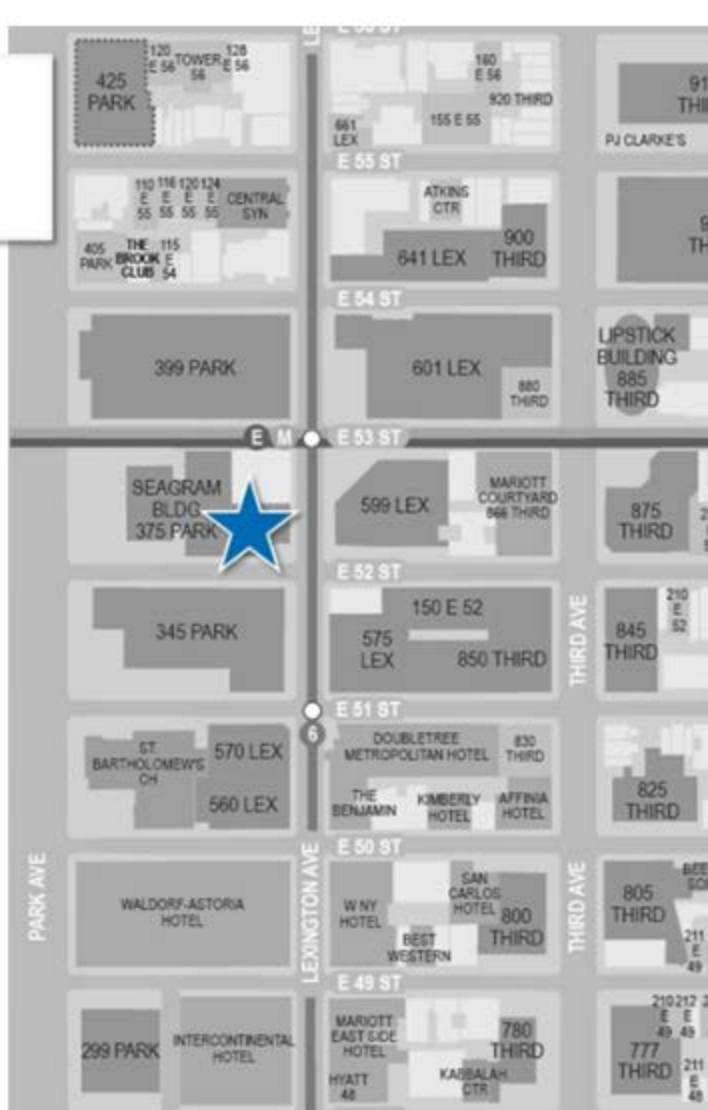 425
PARK
120
E 56
TOWER
56
128
E 56
160
E 56
920 THIRD
155 E 55
661
LEX
PJ CLARKE'S
E 55 ST
110
E
55
116
E
55
120
E
55
124
E
55
CENTRAL
SYN
405
PARK
THE
BROOK
CLUB
115
E
54
ATKINS
CTR
641 LEX
900
THIRD
E 54 ST
399 PARK
601 LEX
880
THIRD
LIPSTICK
BUILDING
885
THIRD
E M
E 53 ST
SEAGRAM
BLDG
375 PARK
599 LEX
MARIOTT
COURTYARD
866 THIRD
875
THIRD
E 52 ST
345 PARK
150 E 52
575
LEX
850 THIRD
THIRD AVE
845
THIRD
210
E
52
E 51 ST
6
ST.
BARTHOLOMEW'S
CH
570 LEX
560 LEX
DOUBLETREE
METROPOLITAN HOTEL
830
THIRD
THE
BENJAMIN
KIMBERLY
HOTEL
AFFINIA
HOTEL
825
THIRD
E 50 ST
PARK AVE
WALDORF-ASTORIA
HOTEL
LEXINGTON AVE
W NY
HOTEL
SAN
CARLOS
HOTEL
BEST
WESTERN
800
THIRD
THIRD AVE
805
THIRD
211
E
49
E 49 ST
299 PARK
INTERCONTINENTAL
HOTEL
MARIOTT
EAST SIDE
HOTEL
HYATT
48
780
THIRD
KABBALAH
CTR
210
E
49
212
E
49
777
THIRD
211
E
48